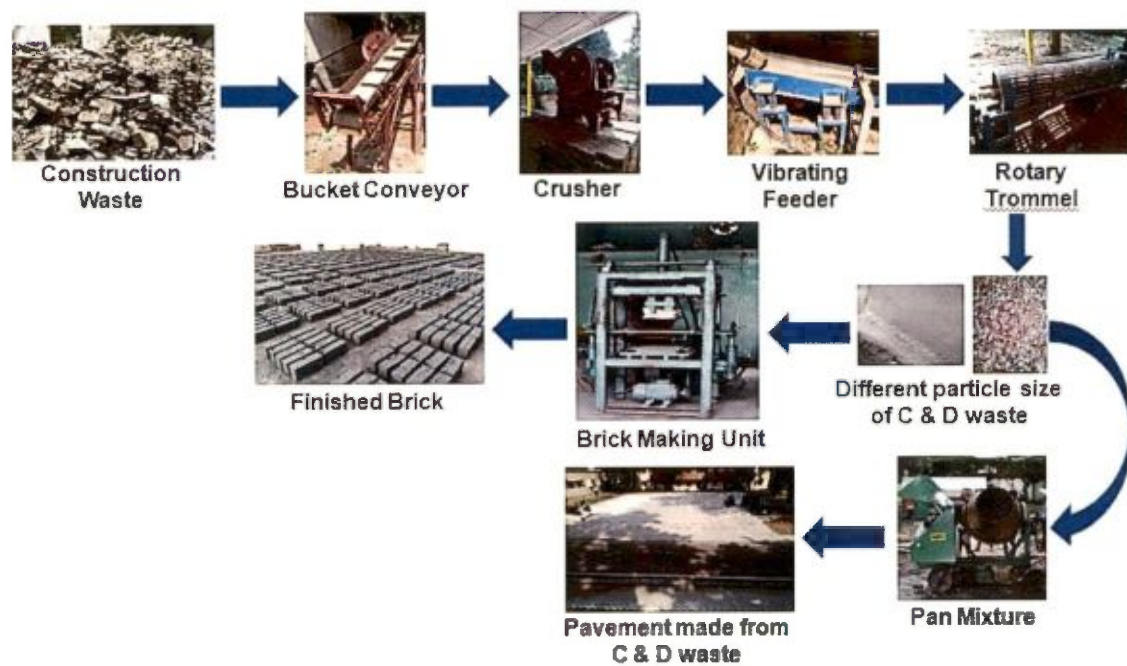 Construction
Waste
Bucket Conveyor
Crusher
Vibrating
Feeder
Rotary
Trommel
Different particle size
of C & D waste
Brick Making Unit
Finished Brick
Pan Mixture
Pavement made from
C & D waste